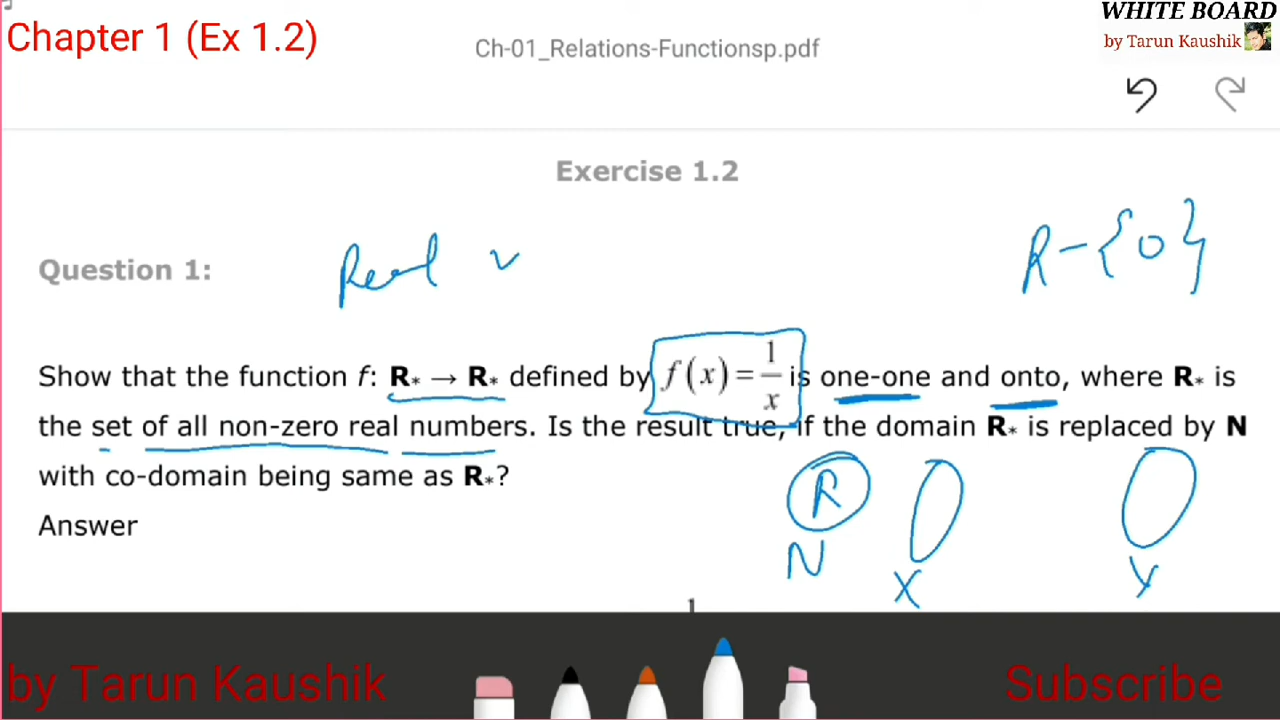 Chapter 1 (Ex 1.2)
Ch-01_Relations-Functionsp.pdf
WHITE BOARD
by Tarun Kaushik
Exercise 1.2
Real
R-{0}
Question 1:
Show that the function f: R* → R* defined by f(x) = 1/x is one-one and onto, where R* is
the set of all non-zero real numbers. Is the result true, if the domain R* is replaced by N
with co-domain being same as R*?
R
Answer
N
X
Y
1
by Tarun Kaushik
Subscribe